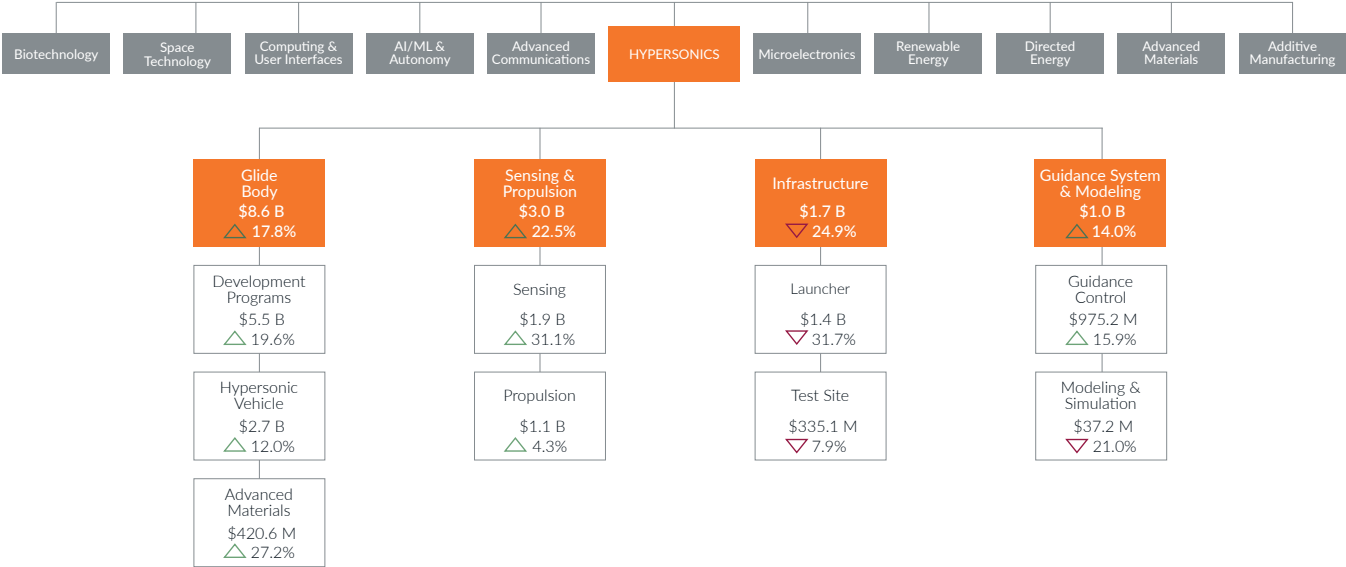 Biotechnology
Space
Technology
Computing &
User Interfaces
AI/ML &
Autonomy
Advanced
Communications
HYPERSONICS
Microelectronics
Renewable
Energy
Directed
Energy
Advanced
Materials
Additive
Manufacturing
Glide
Body
$8.6 B
17.8%
Development
Programs
$5.5 B
19.6%
Hypersonic
Vehicle
$2.7 B
12.0%
Advanced
Materials
$420.6 M
27.2%
Sensing &
Propulsion
$3.0 B
22.5%
Sensing
$1.9 B
31.1%
Propulsion
$1.1 B
4.3%
Infrastructure
$1.7 B
24.9%
Launcher
$1.4 B
31.7%
Test Site
$335.1 M
7.9%
Guidance System
& Modeling
$1.0 B
14.0%
Guidance
Control
$975.2 M
15.9%
Modeling &
Simulation
$37.2 M
21.0%